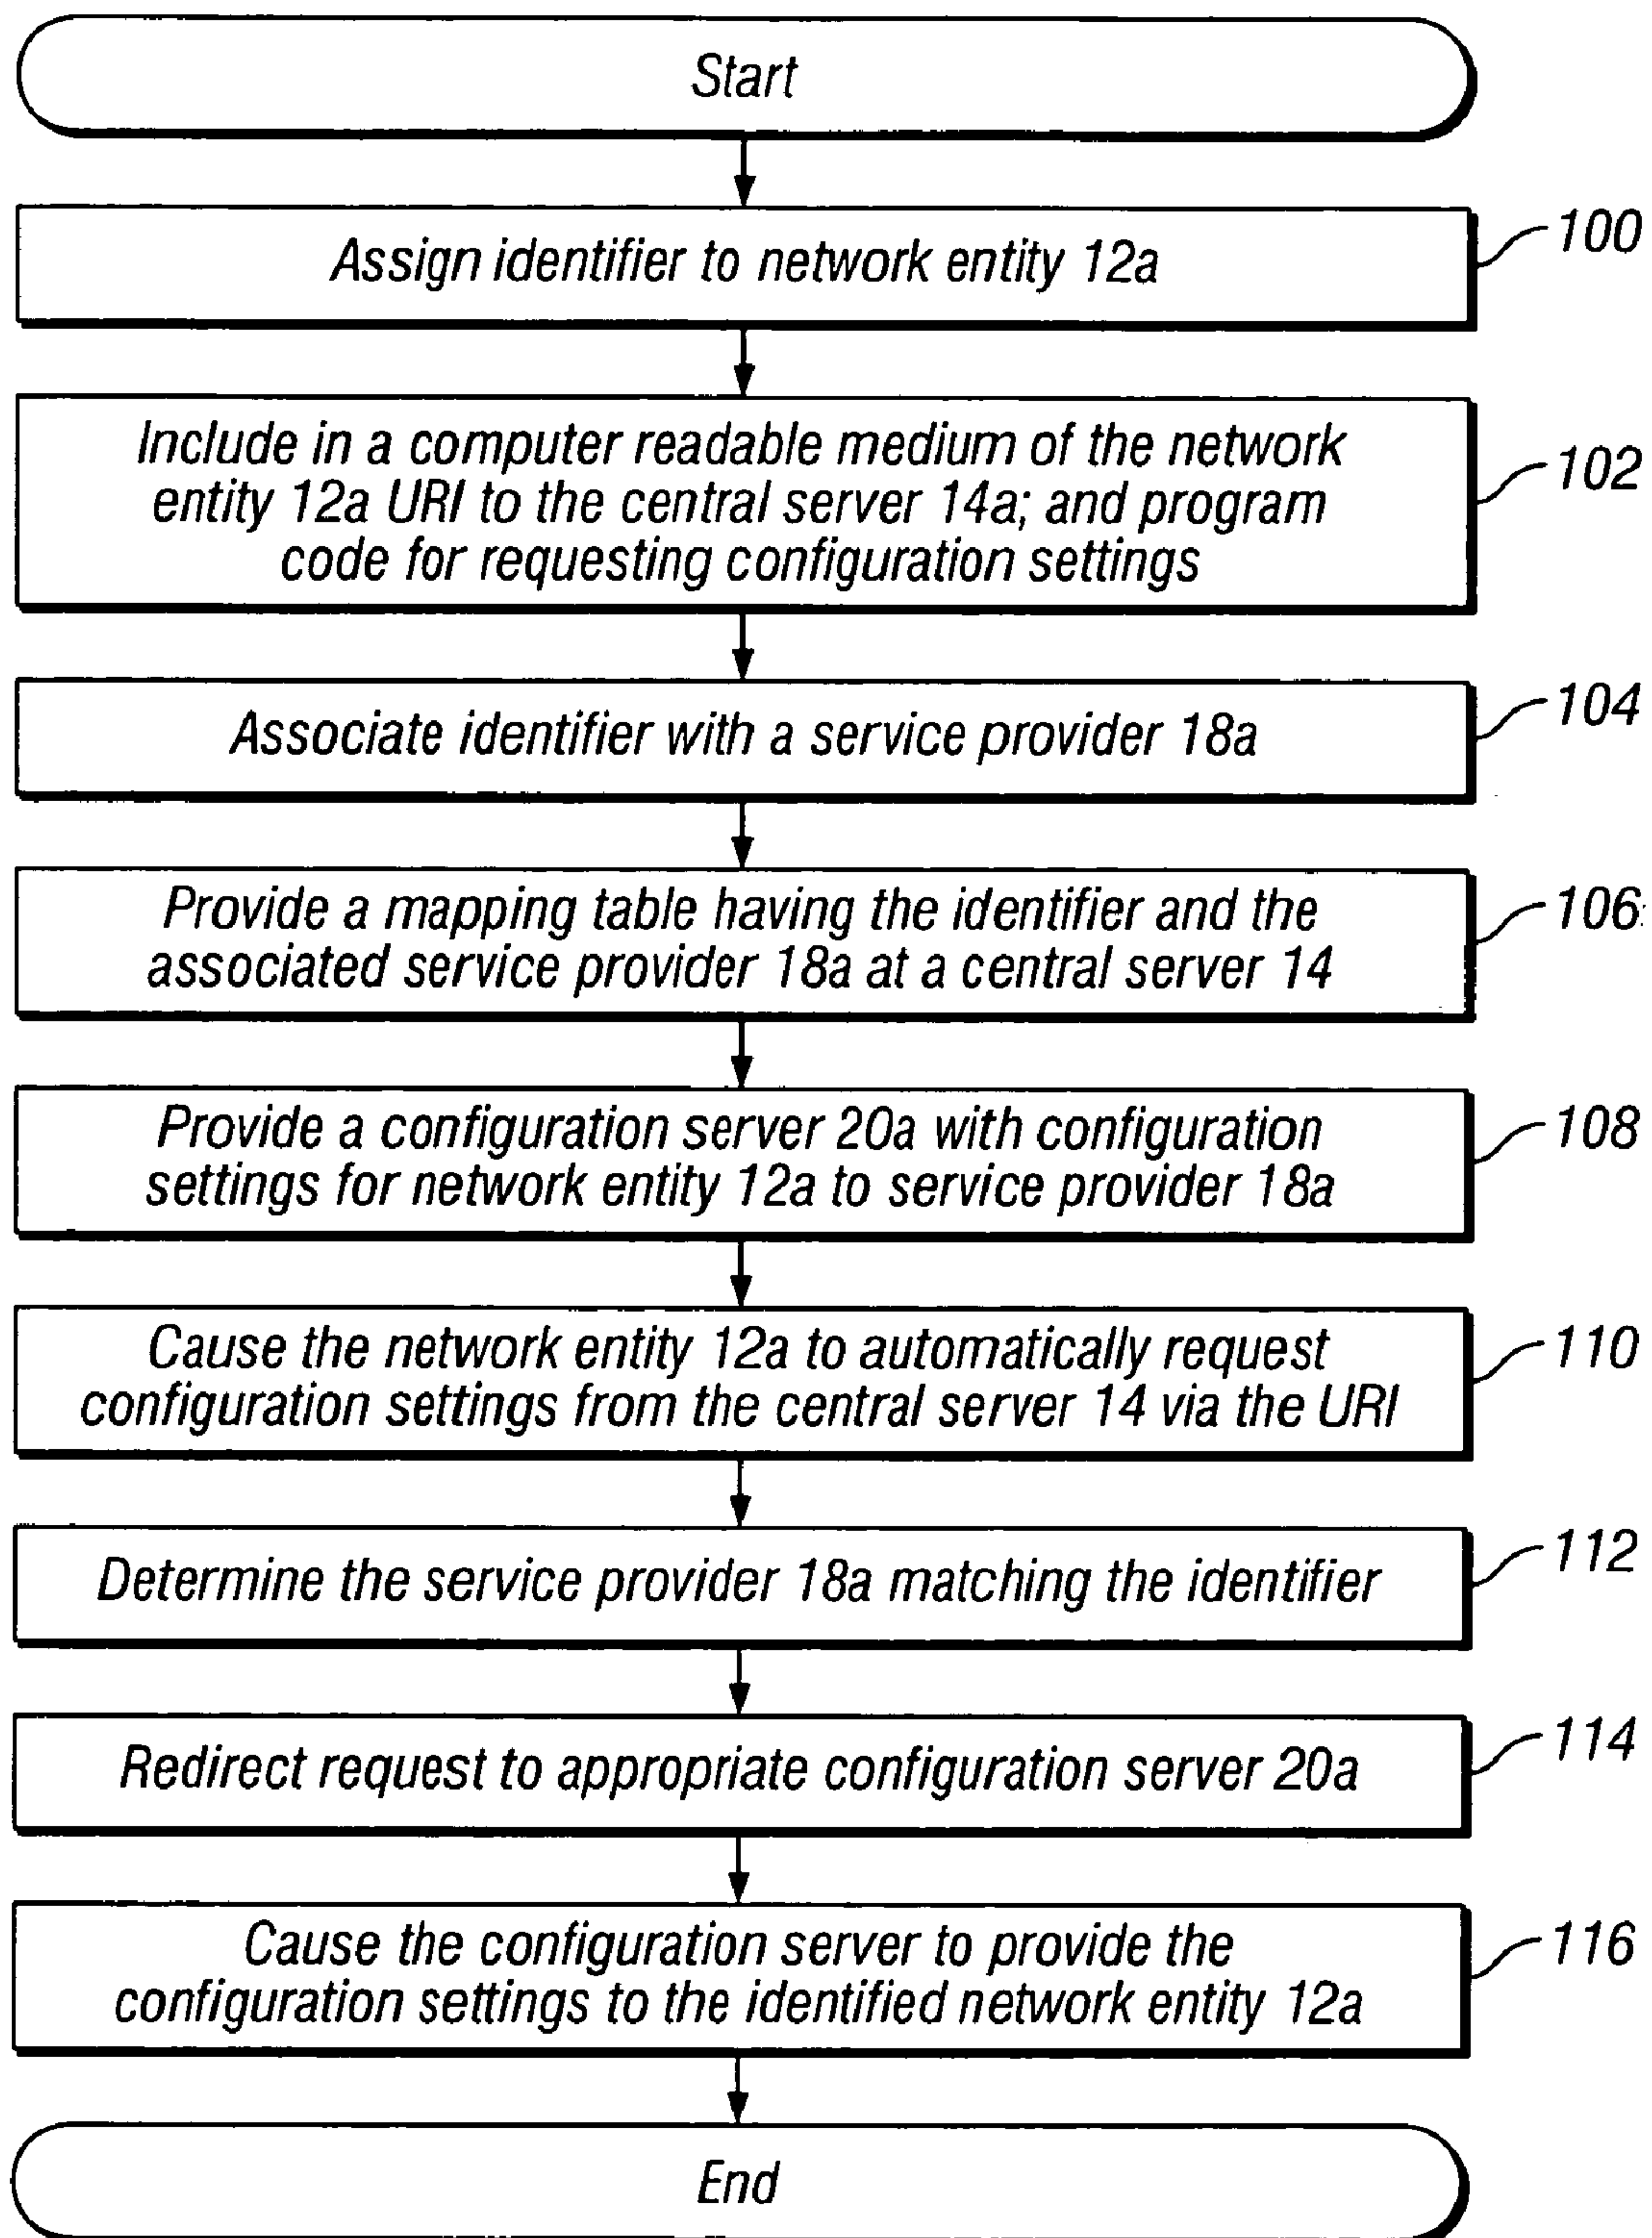 Start
Assign identifier to network entity 12a
100
Include in a computer readable medium of the network
entity 12a URI to the central server 14a; and program
code for requesting configuration settings
102
Associate identifier with a service provider 18a
104
Provide a mapping table having the identifier and the
associated service provider 18a at a central server 14
106
Provide a configuration server 20a with configuration
settings for network entity 12a to service provider 18a
108
Cause the network entity 12a to automatically request
configuration settings from the central server 14 via the URI
110
Determine the service provider 18a matching the identifier
112
Redirect request to appropriate configuration server 20a
114
Cause the configuration server to provide the
configuration settings to the identified network entity 12a
116
End